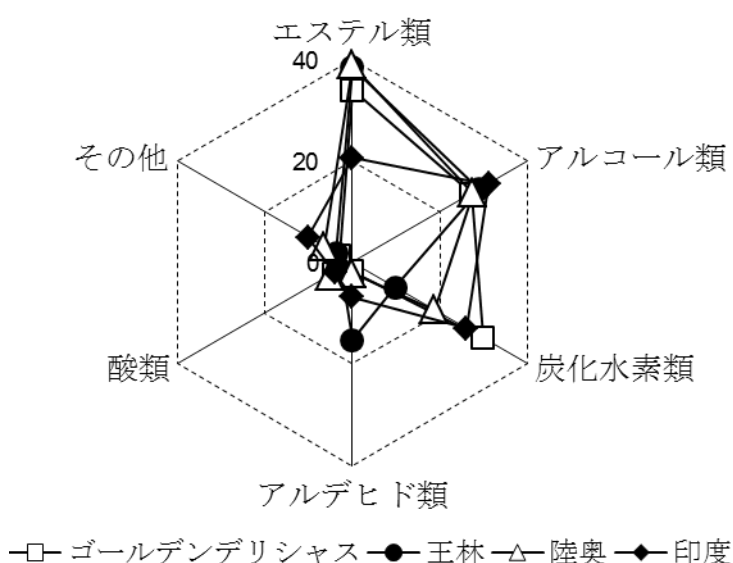 エステル類
40
その他
20
アルコール類
0
酸類
炭化水素類
アルデヒド類
ゴールデンデリシャス 王林 陸奥 印度